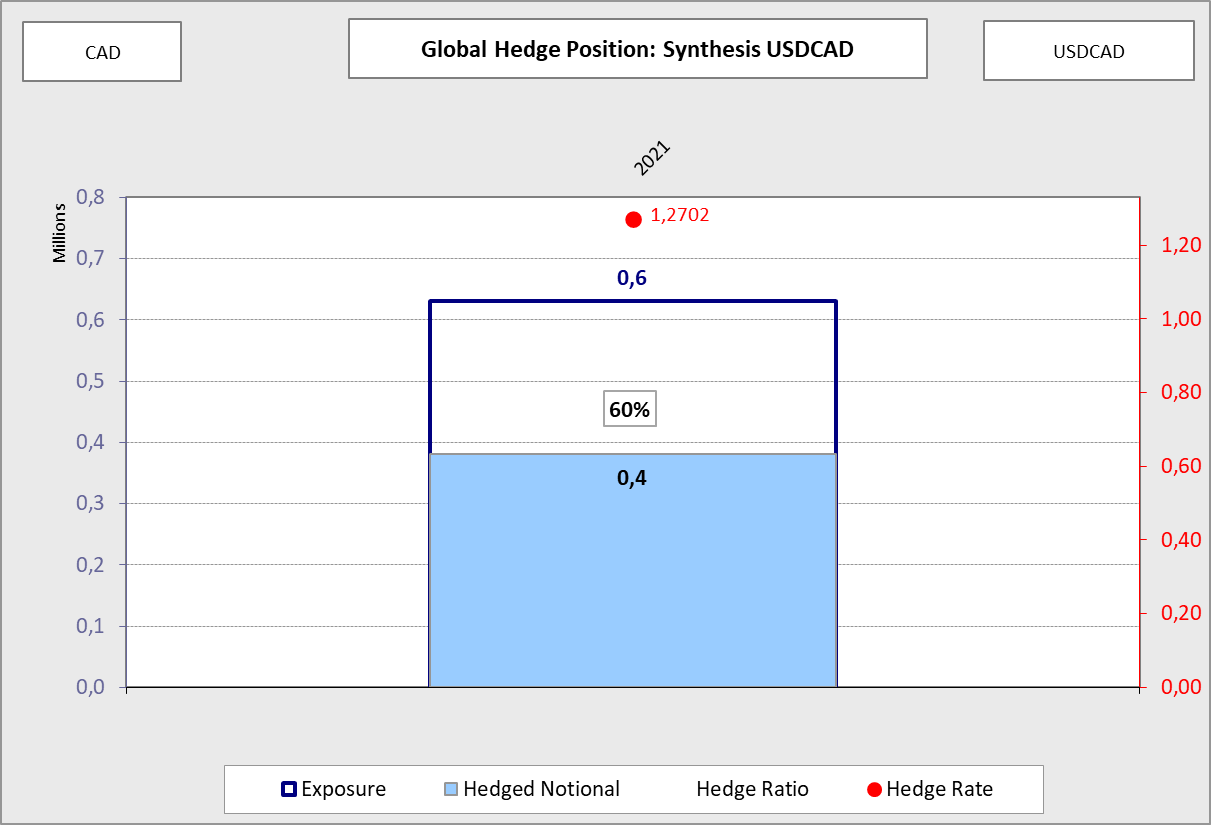 CAD
Global Hedge Position: Synthesis USDCAD
USDCAD
2021
Millions
0,8
0,7
0,6
0,5
0,4
0,3
0,2
0,1
0,0
1,2702
0,6
60%
0,4
1,20
1,00
0,80
0,60
0,40
0,20
0,00
Exposure
Hedged Notional
Hedge Ratio
Hedge Rate